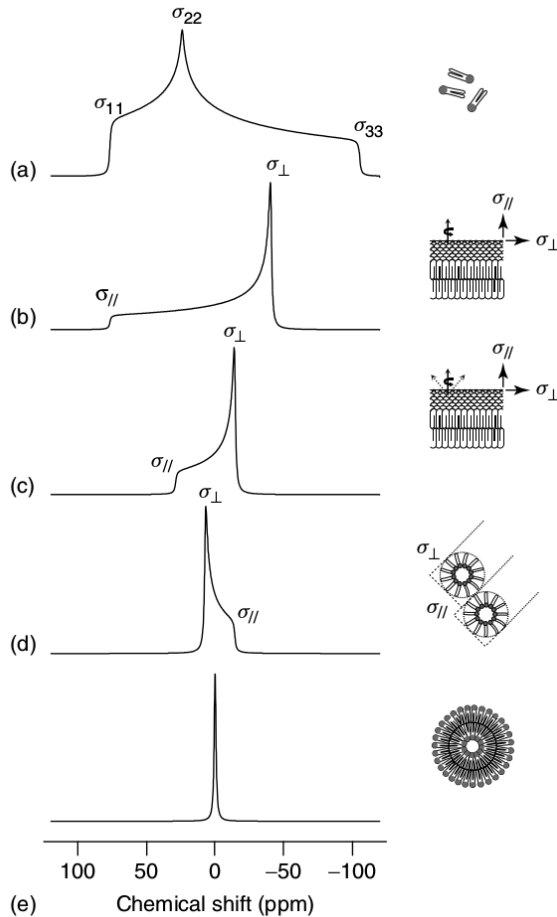 σ22
σ11
σ33
(a)
σ⊥
σ//
σ//
σ⊥
(b)
σ⊥
σ//
σ//
σ⊥
(c)
σ⊥
σ//
σ⊥
σ//
(d)
100 50 0 −50 −100
(e) Chemical shift (ppm)